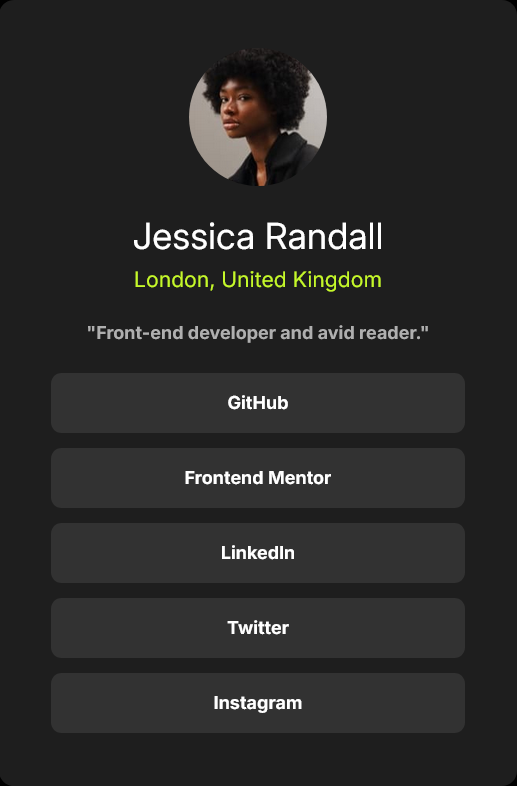 Jessica Randall
London, United Kingdom
"Front-end developer and avid reader."
GitHub
Frontend Mentor
LinkedIn
Twitter
Instagram